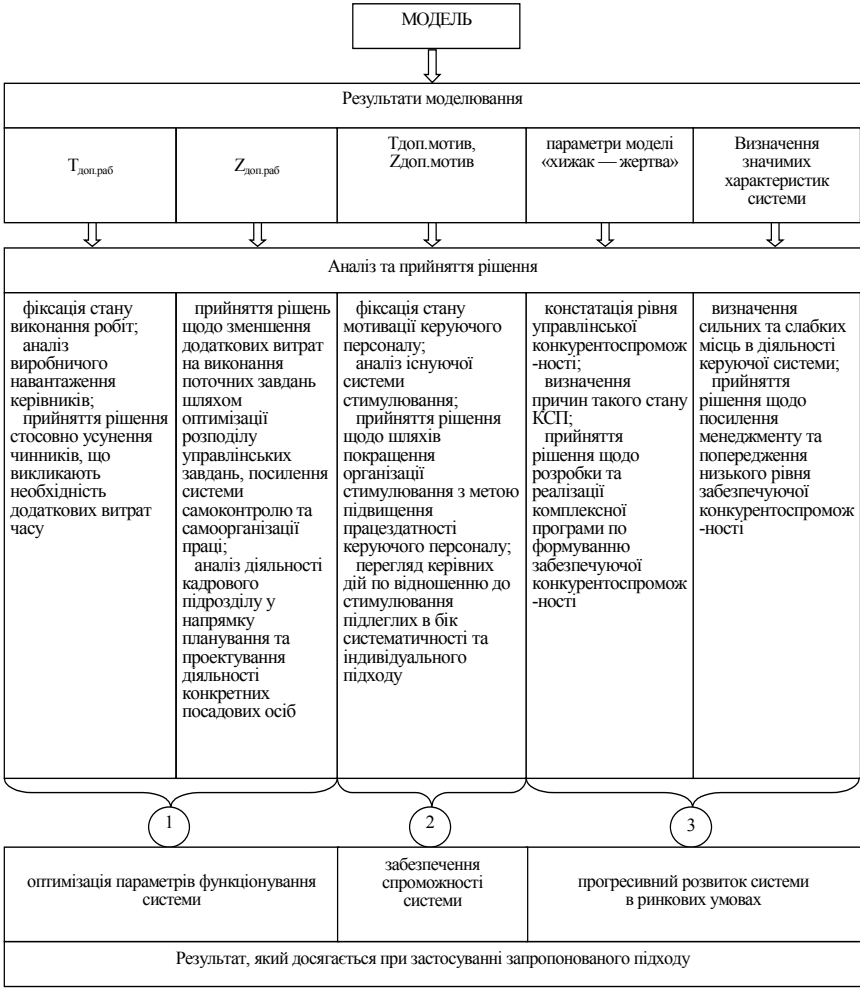 МОДЕЛЬ
Результати моделювання
Tдоп.раб
Zдоп.раб
Tдоп.мотив,
Zдоп.мотив
параметри моделі
«хижак — жертва»
Визначення
значимих
характеристик
системи
Аналіз та прийняття рішення
фіксація стану
виконання робіт;
аналіз
виробничого
навантаження
керівників;
прийняття рішення
стосовно усунення
чинників, що
викликають
необхідність
додаткових витрат
часу
прийняття рішень
щодо зменшення
додаткових витрат
на виконання
поточних завдань
шляхом
оптимізації
розподілу
управлінських
завдань, посилення
системи
самоконтролю та
самоорганізації
праці;
аналіз діяльності
кадрового
підрозділу у
напрямку
планування та
проектування
діяльності
конкретних
посадових осіб
фіксація стану
мотивації керуючого
персоналу;
аналіз існуючої
системи
стимулювання;
прийняття рішення
щодо шляхів
покращення
організації
стимулювання з метою
підвищення
працездатності
керуючого персоналу;
перегляд керівних
дій по відношенню до
стимулювання
підлеглих в бік
систематичності та
індивідуального
підходу
констатація рівня
управлінської
конкурентоспромож
-ності;
визначення
причин такого стану
КСП;
прийняття
рішення щодо
розробки та
реалізації
комплексної
програми по
формуванню
забезпечуючої
конкурентоспромож
-ності
визначення
сильних та слабких
місць в діяльності
керуючої системи;
прийняття
рішення щодо
посилення
менеджменту та
попередження
низького рівня
забезпечуючої
конкурентоспромож
-ності
1
2
3
оптимізація параметрів функціонування
системи
забезпечення
спроможності
системи
прогресивний розвиток системи
в ринкових умовах
Результат, який досягається при застосуванні запропонованого підходу